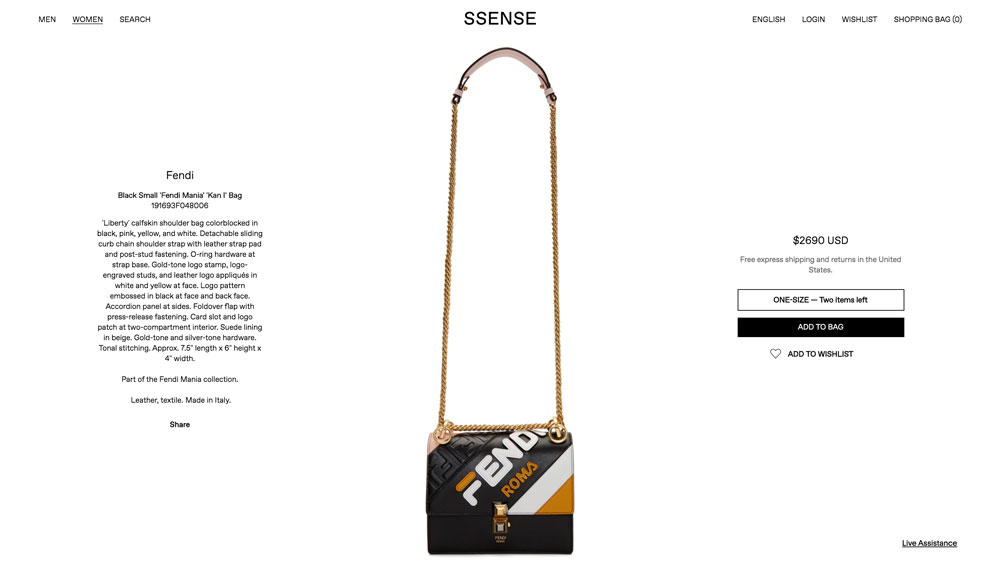 MEN WOMEN SEARCH
SSENSE
ENGLISH LOGIN WISHLIST SHOPPING BAG (0)
Fendi
Black Small 'Fendi Mania' 'Kan I' Bag
191693F048006
'Liberty' calfskin shoulder bag colorblocked in
black, pink, yellow, and white. Detachable sliding
curb chain shoulder strap with leather strap pad
and post-stud fastening. O-ring hardware at
strap base. Gold-tone logo stamp, logo-
engraved studs, and leather logo appliqués in
white and yellow at face. Logo pattern
embossed in black at face and back face.
Accordion panel at sides. Foldover flap with
press-release fastening. Card slot and logo
patch at two-compartment interior. Suede lining
in beige. Gold-tone and silver-tone hardware.
Tonal stitching. Approx. 7.5" length x 6" height x
4" width.
Part of the Fendi Mania collection.
Leather, textile. Made in Italy.
Share
FENDI
ROMA
FENDI
ROMA
$2690 USD
Free express shipping and returns in the United
States.
ONE-SIZE — Two items left
ADD TO BAG
ADD TO WISHLIST
Live Assistance